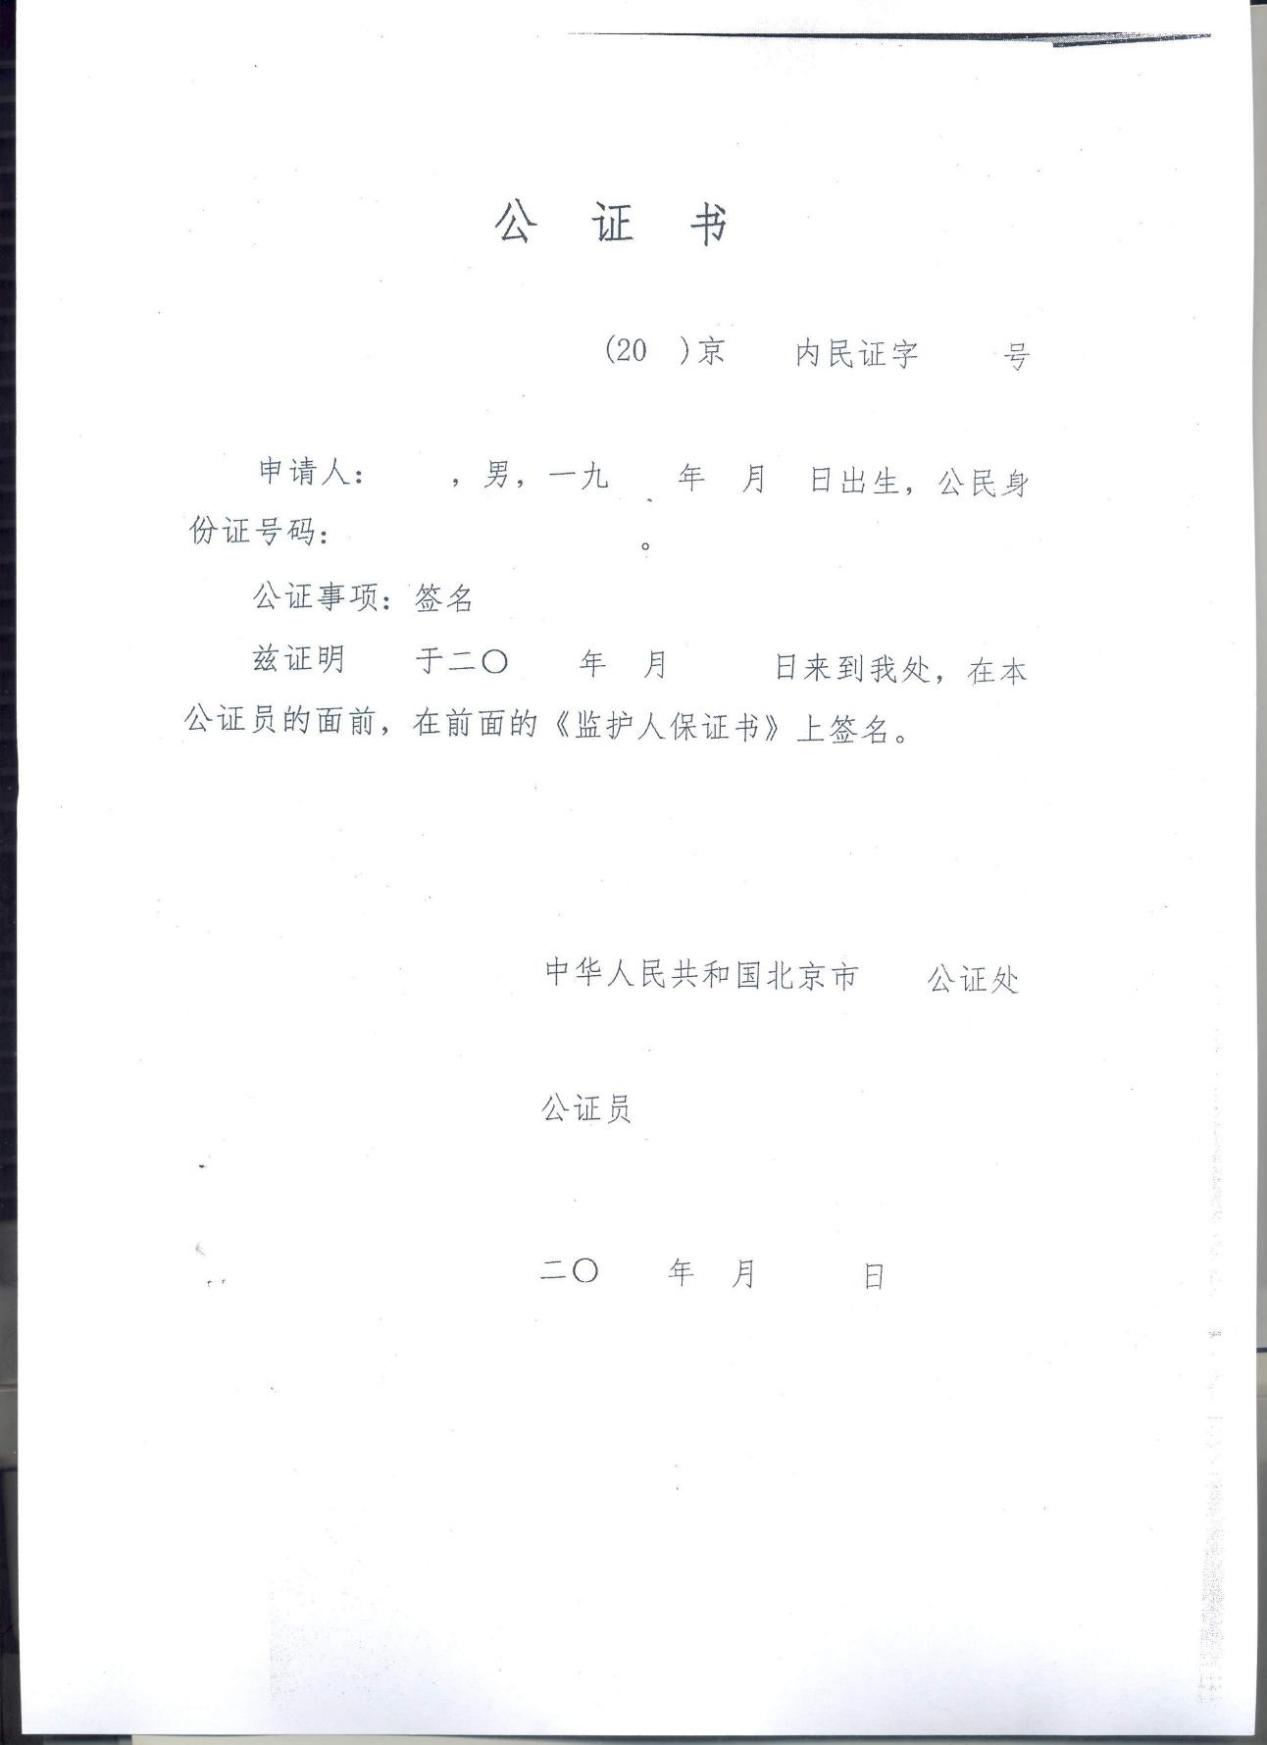 公 证 书
(20 )京 内民证字 号
申请人： ，男，一九 年 月 日出生，公民身
份证号码： 。
公证事项：签名
兹证明 于二〇 年 月 日来到我处，在本
公证员的面前，在前面的《监护人保证书》上签名。
中华人民共和国北京市 公证处
公证员
二〇 年 月 日